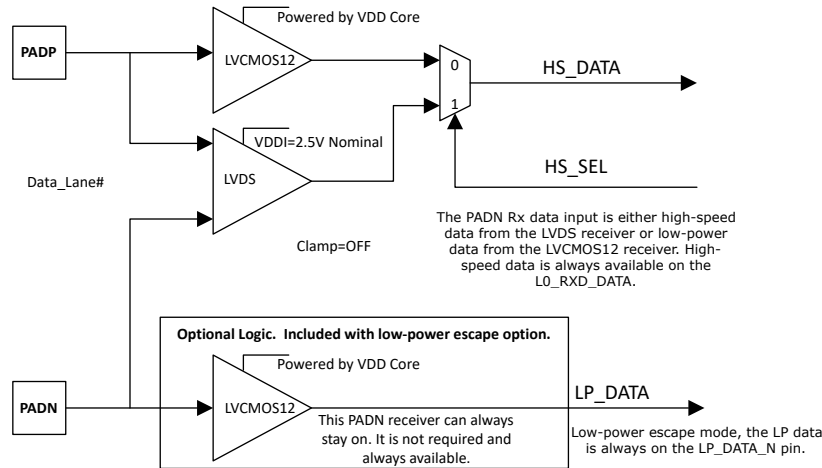 Powered by VDD Core
PADP
LVCMOS12
0
HS_DATA
1
VDDI=2.5V Nominal
Data_Lane#
LVDS
HS_SEL
Clamp=OFF
The PADN Rx data input is either high-speed
data from the LVDS receiver or low-power
data from the LVCMOS12 receiver. High-
speed data is always available on the
L0_RXD_DATA.
Optional Logic. Included with low-power escape option.
Powered by VDD Core
PADN
LVCMOS12
LP_DATA
This PADN receiver can always
stay on. It is not required and
always available.
Low-power escape mode, the LP data
is always on the LP_DATA_N pin.